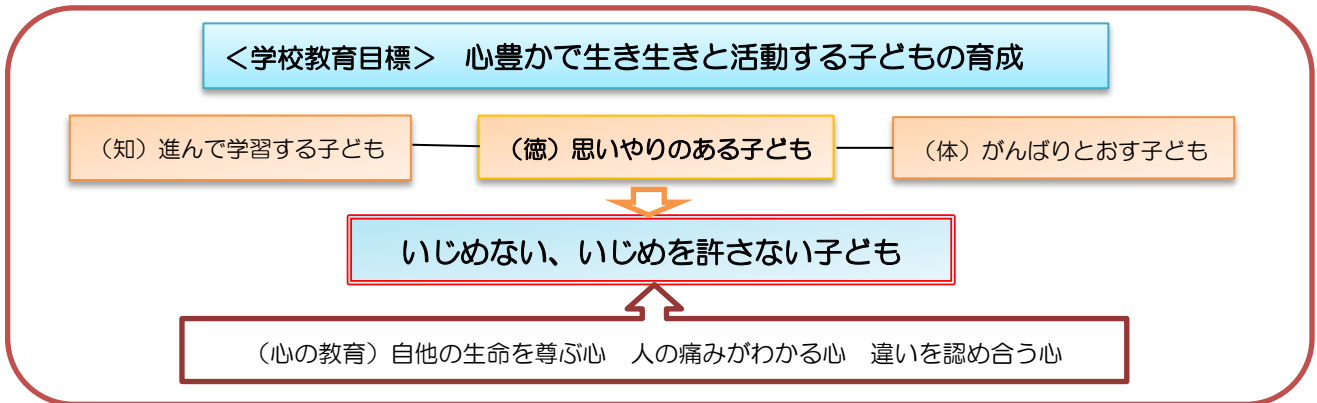 ＜学校教育目標＞　心豊かで生き生きと活動する子どもの育成
（知）進んで学習する子ども
（徳）思いやりのある子ども
（体）がんばりとおす子ども
いじめない、いじめを許さない子ども
（心の教育）自他の生命を尊ぶ心　人の痛みがわかる心　違いを認め合う心